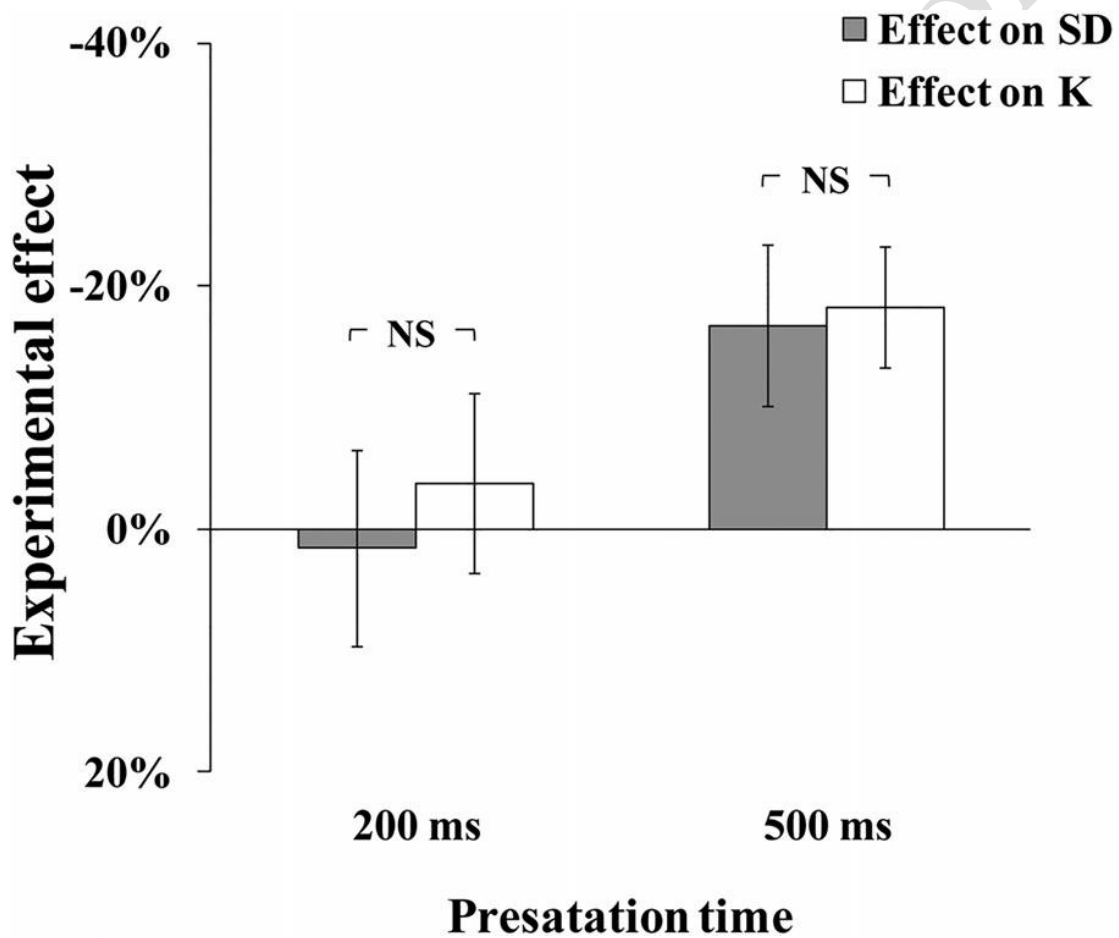 Effect on SD
Effect on K
-40%
-20%
0%
20%
Experimental effect
NS
NS
200 ms
500 ms
Presatation time